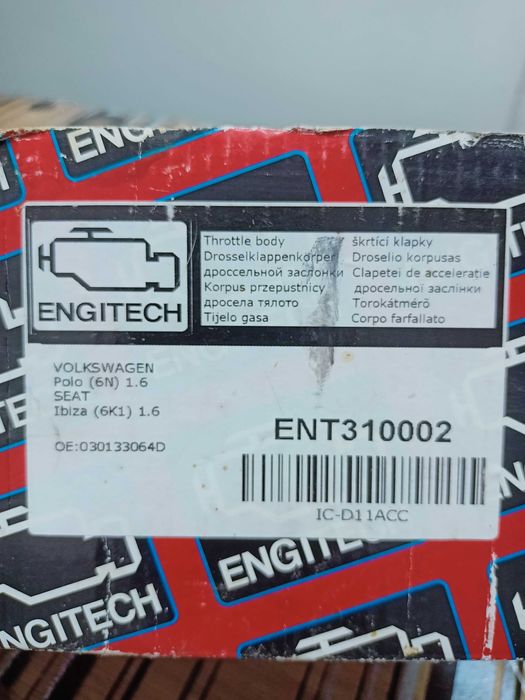 ENGITECH
Throttle body
Drosselklappenkörper
дроссельной заслонки
Korpus przepustnicy
дросела тялото
Tijelo gasa
škrtící klapky
Droselio korpusas
Clapetei de acceleratie
дросельної заслінки
Torokátmérő
Corpo farfallato
VOLKSWAGEN
Polo (6N) 1.6
SEAT
Ibiza (6K1) 1.6
OE:030133064D
ENT310002
IC-D11ACC
ENGITECH
ENGITECH